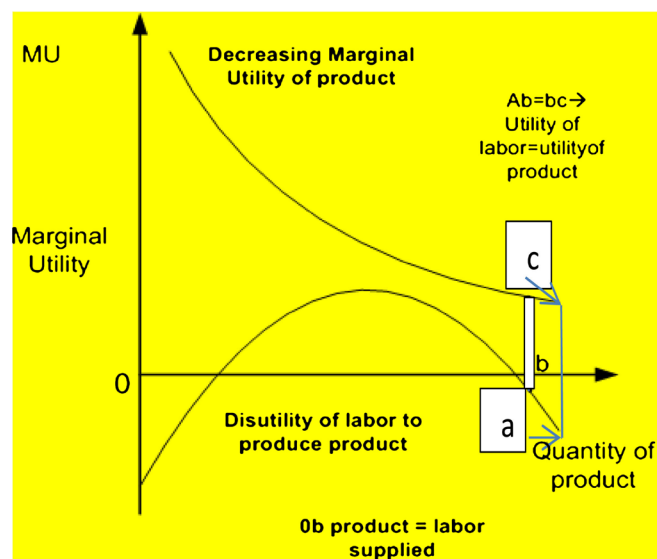 MU
Decreasing Marginal
Utility of product
Ab=bc→
Utility of
labor=utilityof
product
Marginal
Utility
c
b
0
a
Disutility of labor to
produce product
Quantity of
product
0b product = labor
supplied